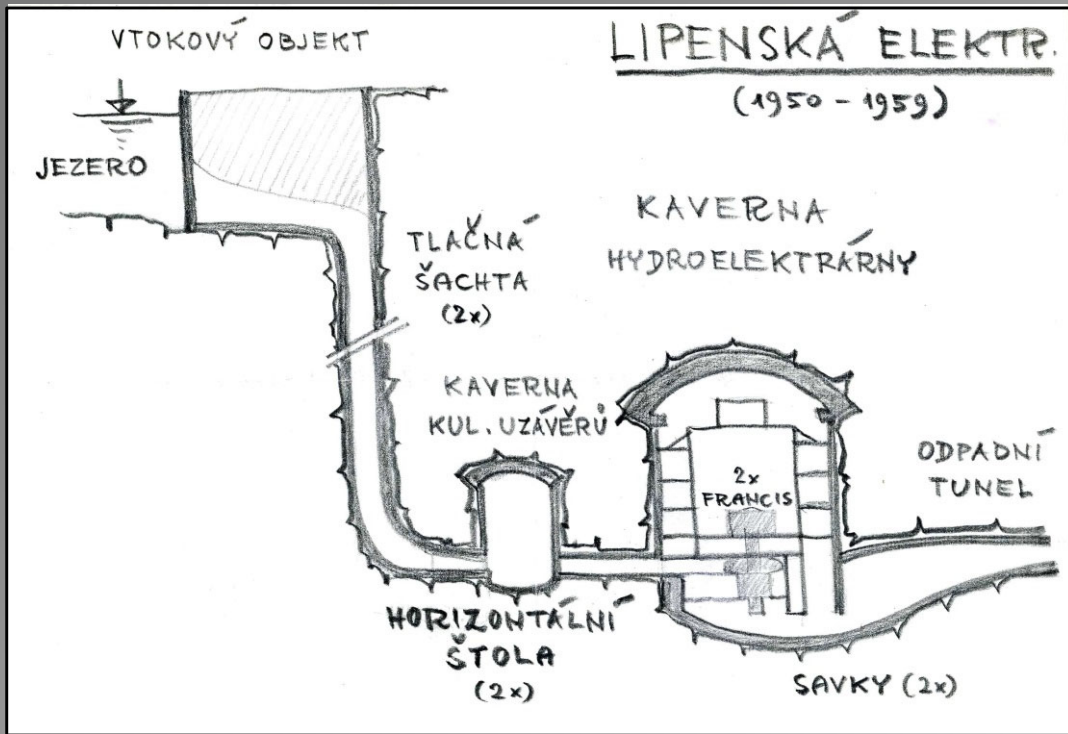 VTOKOVÝ OBJEKT
LIPENSKÁ ELEKTR.
(1950 - 1959)
JEZERO
KAVERNA
HYDROELEKTRÁRNY
TLAČNÁ
ŠACHTA
(2x)
KAVERNA
KUL. UZÁVĚRŮ
2x
FRANCIS
ODPADNÍ
TUNEL
HORIZONTÁLNÍ
ŠTOLA
(2x)
SAVKY (2x)